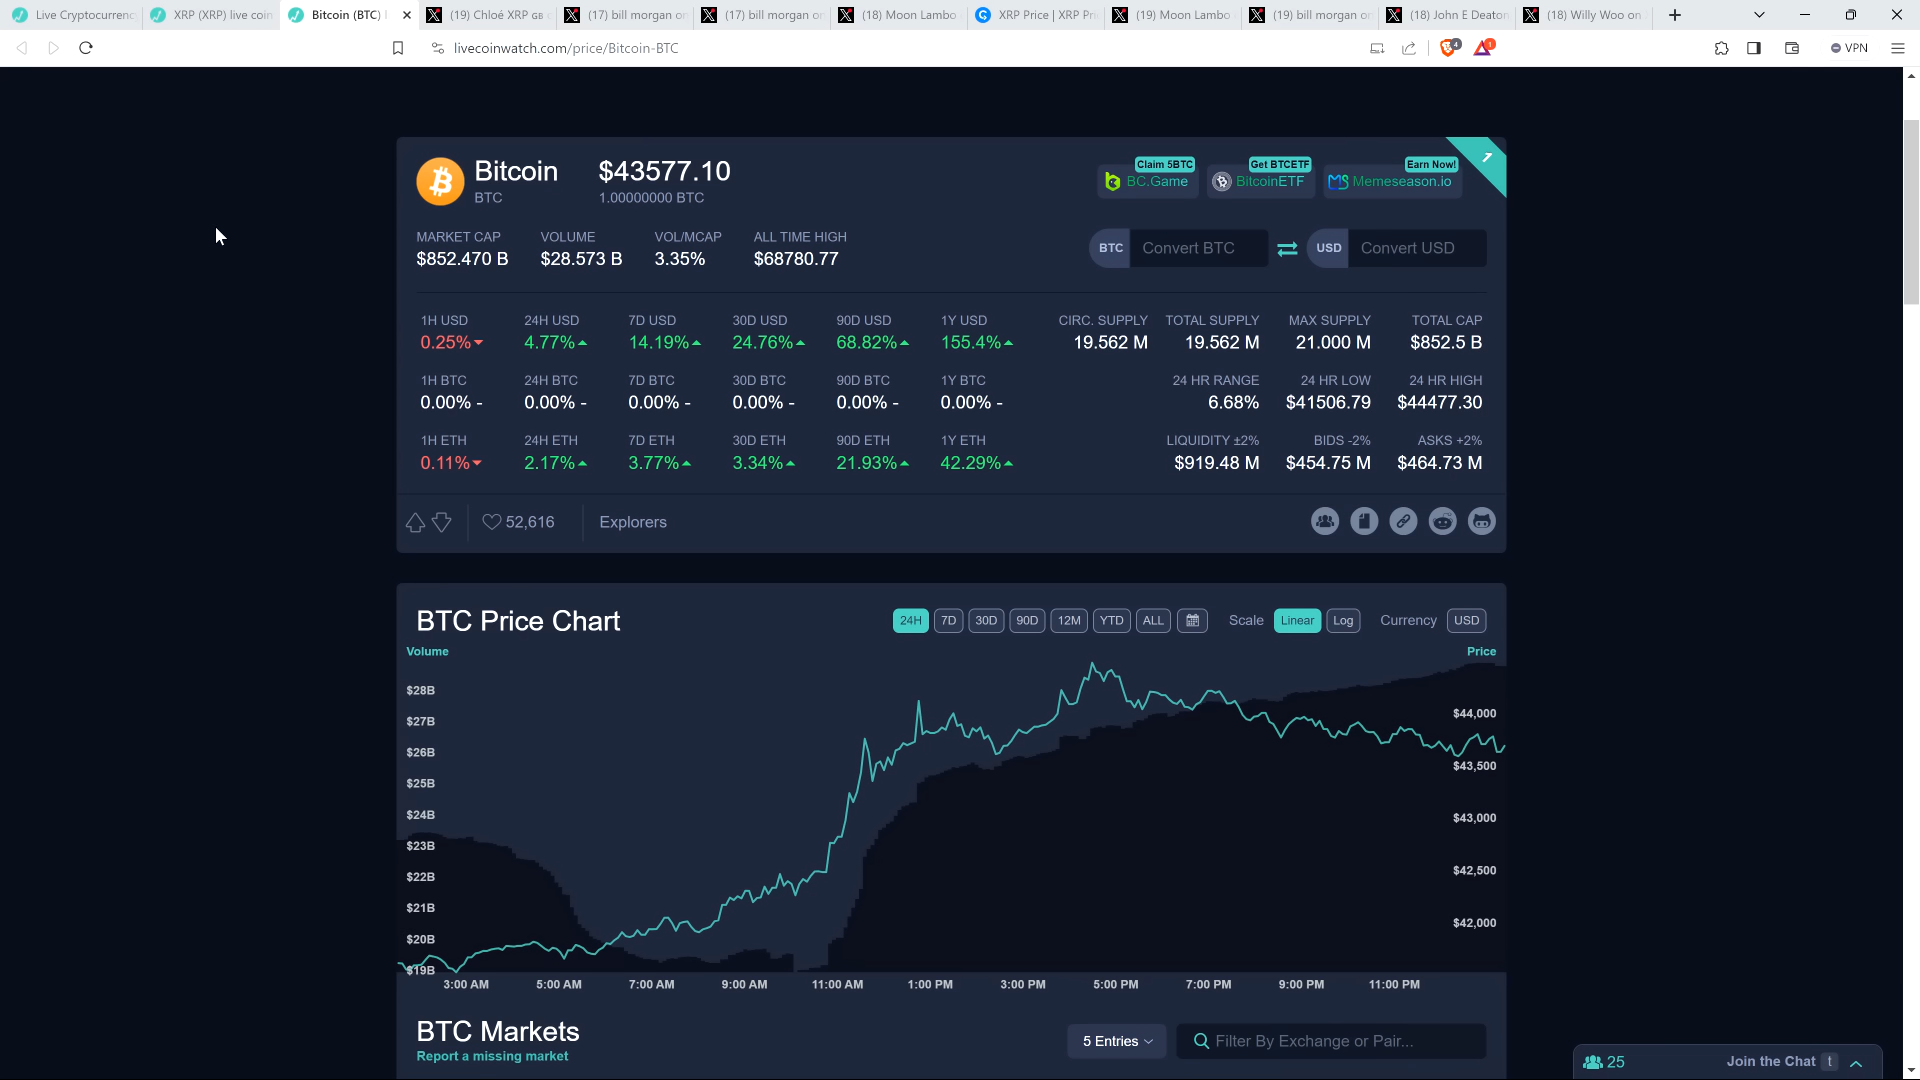 Live Cryptocurrenc
XRP (XRP) live coin
Bitcoin (BTC)
(19) Chloé XRP GB o
(17) bill morgan on
(17) bill morgan on
(18) Moon Lambo
XRP Price | XRP Pri
(19) Moon Lambo
(19) bill morgan on
(18) John E Deaton
(18) Willy Woo on
livecoinwatch.com/price/Bitcoin-BTC
4
1
VPN
Bitcoin
BTC
$43577.10
1.00000000 BTC
Claim 5BTC
BC.Game
Get BTCETF
BitcoinETF
Earn Now!
Memeseason.io
1
MARKET CAP VOLUME VOL/MCAP ALL TIME HIGH
$852.470 B $28.573 B 3.35% $68780.77
BTC Convert BTC USD Convert USD
1H USD 24H USD 7D USD 30D USD 90D USD 1Y USD CIRC. SUPPLY TOTAL SUPPLY MAX SUPPLY TOTAL CAP
0.25% 4.77% 14.19% 24.76% 68.82% 155.4% 19.562 M 19.562 M 21.000 M $852.5 B
1H BTC 24H BTC 7D BTC 30D BTC 90D BTC 1Y BTC 24 HR RANGE 24 HR LOW 24 HR HIGH
0.00% - 0.00% - 0.00% - 0.00% - 0.00% - 0.00% - 6.68% $41506.79 $44477.30
1H ETH 24H ETH 7D ETH 30D ETH 90D ETH 1Y ETH LIQUIDITY ±2% BIDS -2% ASKS +2%
0.11% 2.17% 3.77% 3.34% 21.93% 42.29% $919.48 M $454.75 M $464.73 M
52,616 Explorers
BTC Price Chart
24H 7D 30D 90D 12M YTD ALL Scale Linear Log Currency USD
Volume Price
$28B
$27B
$26B
$25B
$24B
$23B
$22B
$21B
$20B
$19B
$44,000
$43,500
$43,000
$42,500
$42,000
3:00 AM 5:00 AM 7:00 AM 9:00 AM 11:00 AM 1:00 PM 3:00 PM 5:00 PM 7:00 PM 9:00 PM 11:00 PM
BTC Markets
Report a missing market
5 Entries
Filter By Exchange or Pair...
25 Join the Chat t